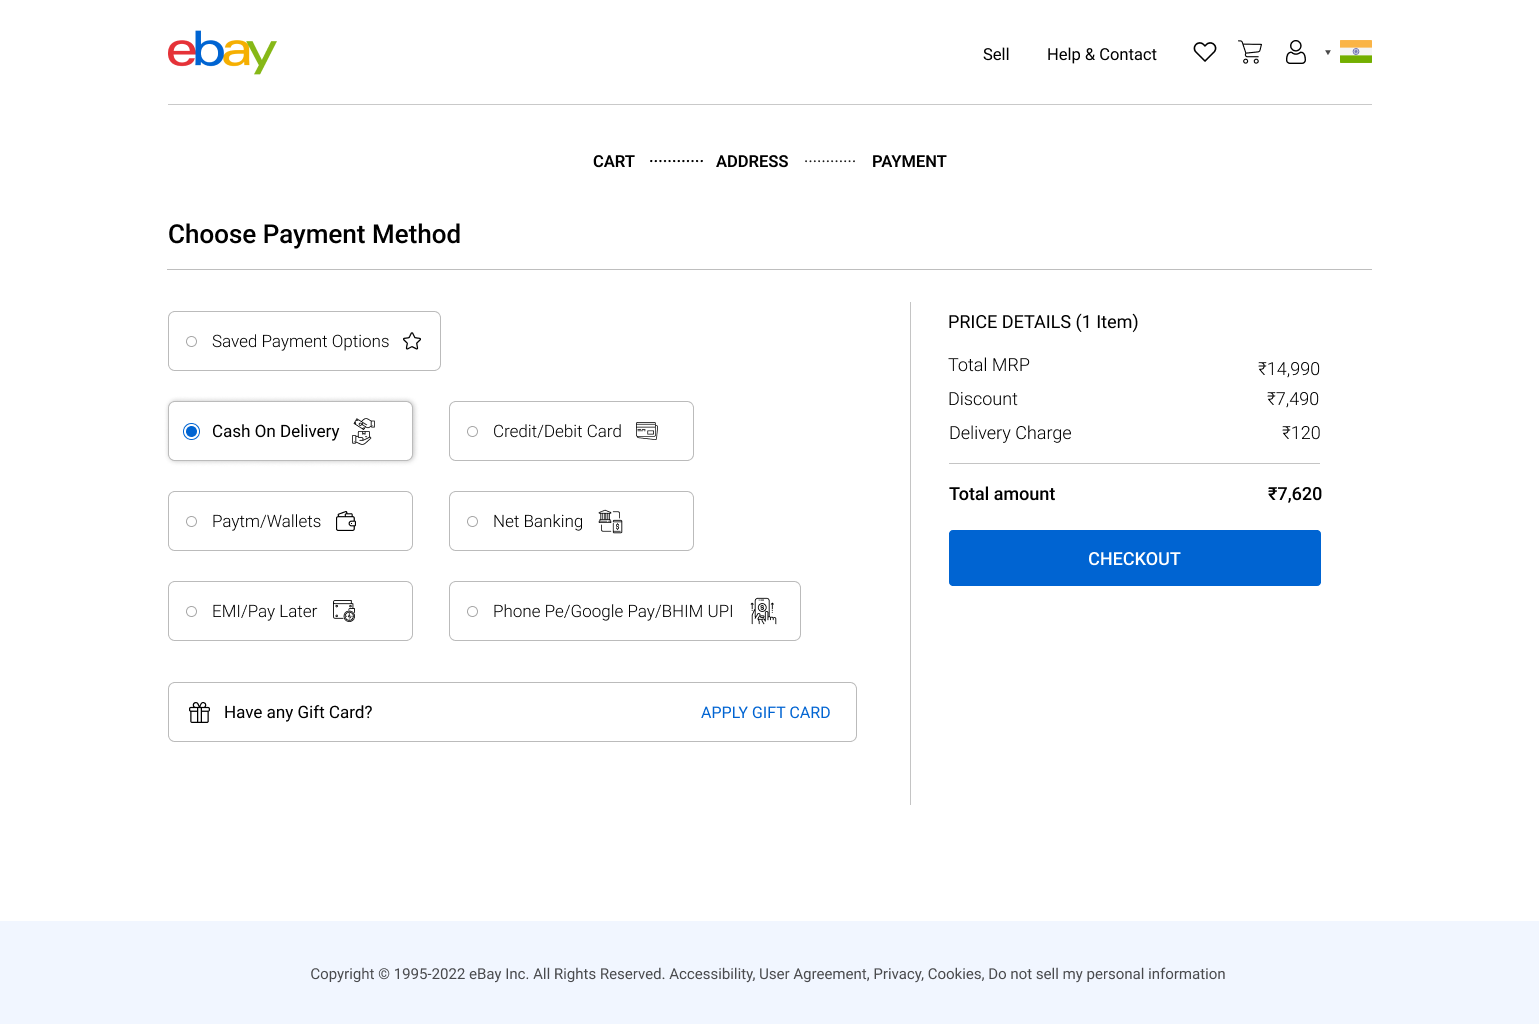 ebay
Sell Help & Contact
CART ············ ADDRESS ············ PAYMENT
Choose Payment Method
Saved Payment Options
Cash On Delivery
Credit/Debit Card
Paytm/Wallets
Net Banking
EMI/Pay Later
Phone Pe/Google Pay/BHIM UPI
Have any Gift Card? APPLY GIFT CARD
PRICE DETAILS (1 Item)
Total MRP ₹14,990
Discount ₹7,490
Delivery Charge ₹120
Total amount ₹7,620
CHECKOUT
Copyright © 1995-2022 eBay Inc. All Rights Reserved. Accessibility, User Agreement, Privacy, Cookies, Do not sell my personal information